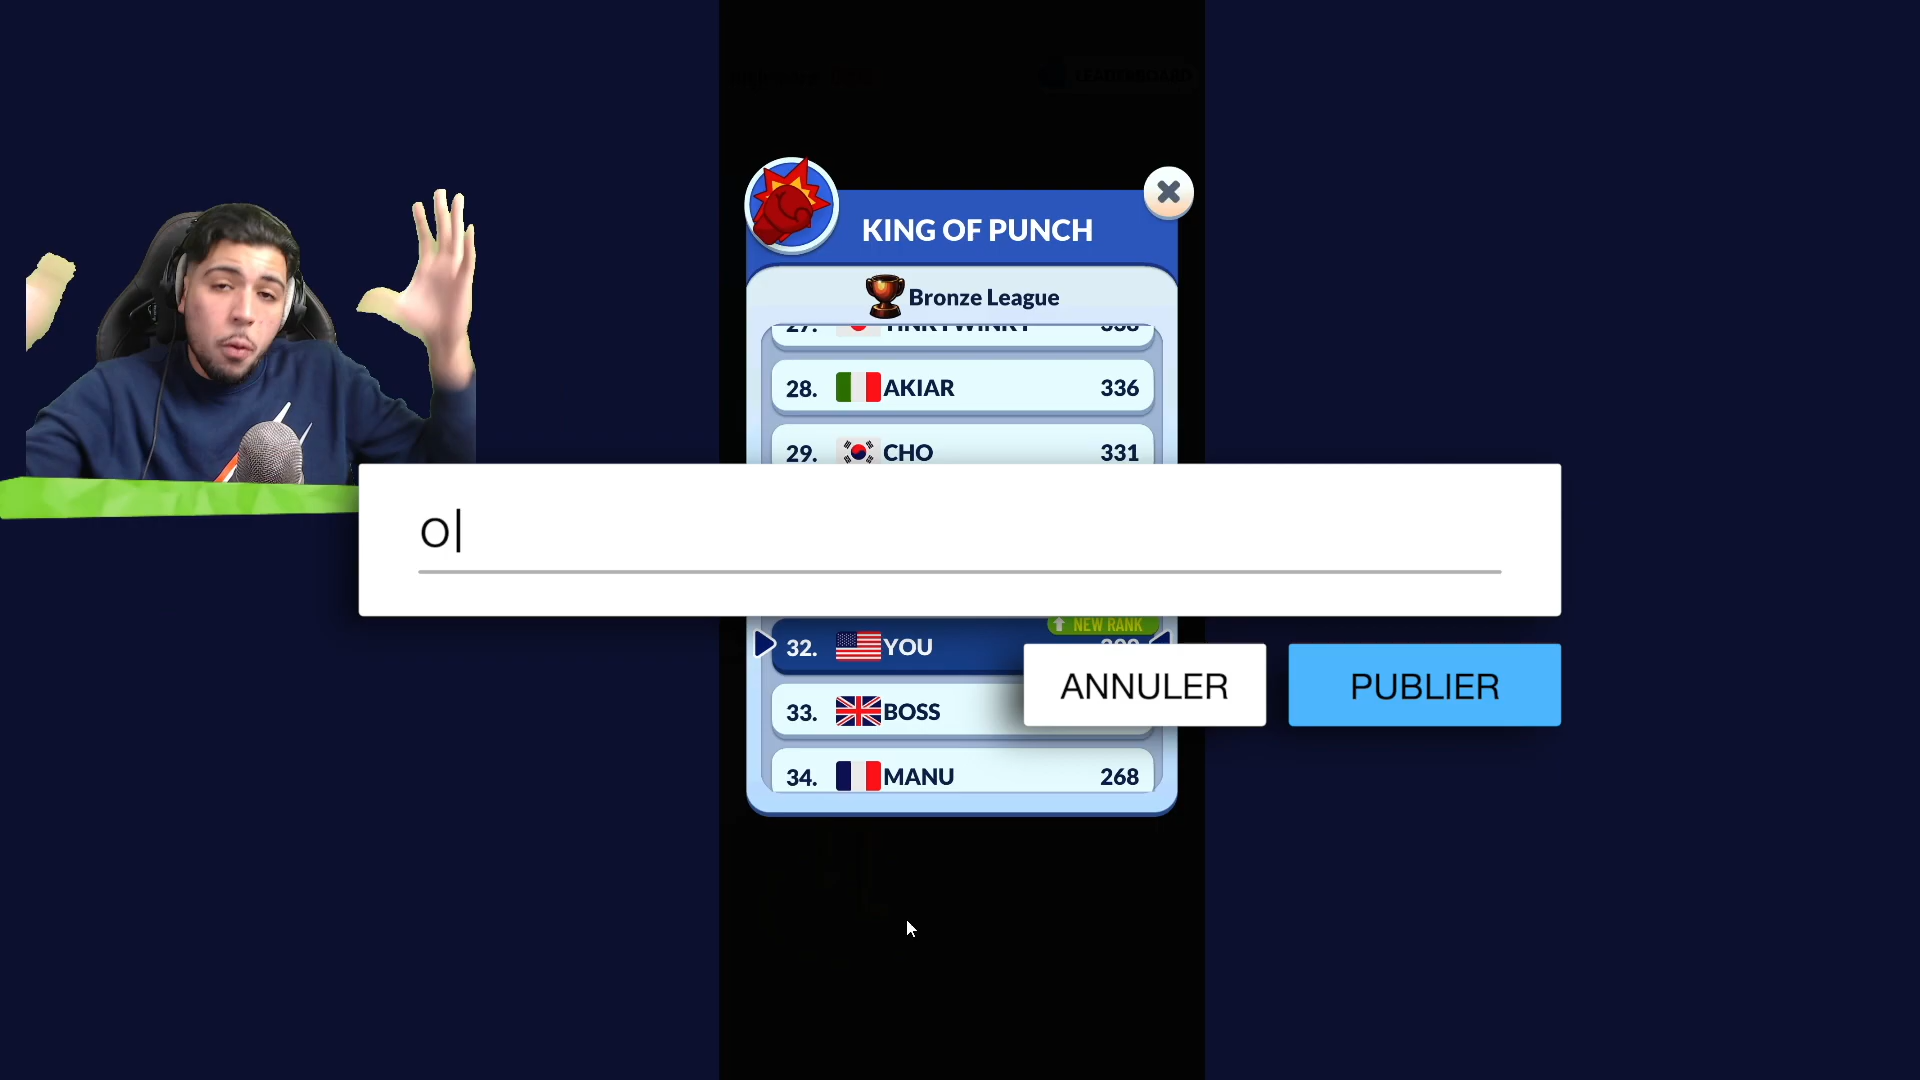 LEADERBOARD
KING OF PUNCH
Bronze League
28. AKIAR 336
29. CHO 331
O
NEW RANK
32. YOU
ANNULER PUBLIER
33. BOSS
34. MANU 268